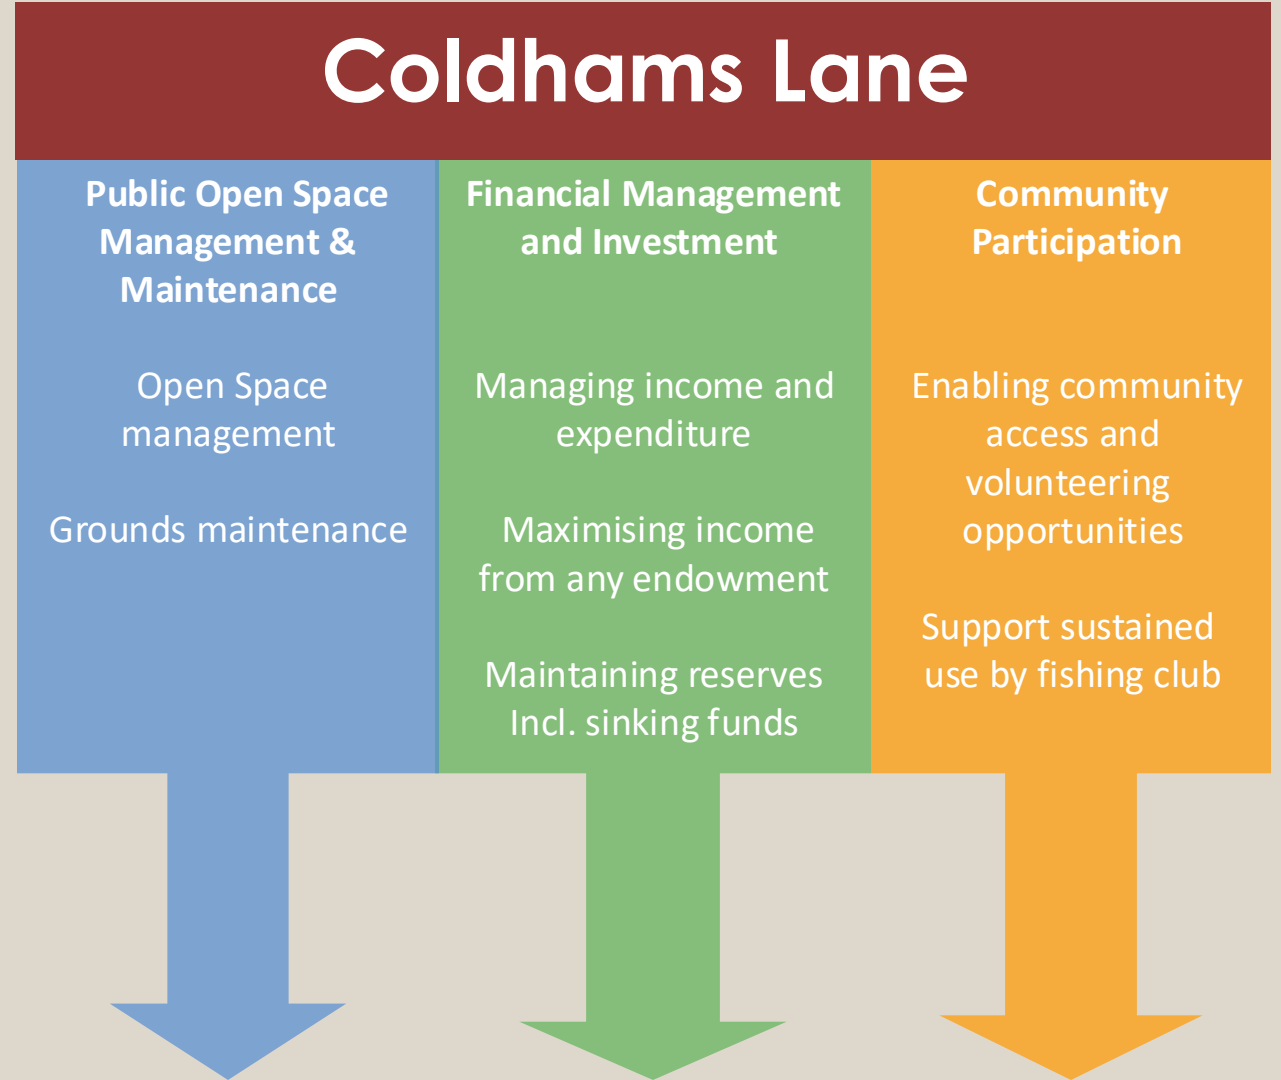 Coldhams Lane
Public Open Space
Management &
Maintenance
Open Space
management
Grounds maintenance
Financial Management
and Investment
Managing income and
expenditure
Maximising income
from any endowment
Maintaining reserves
Incl. sinking funds
Community
Participation
Enabling community
access and
volunteering
opportunities
Support sustained
use by fishing club